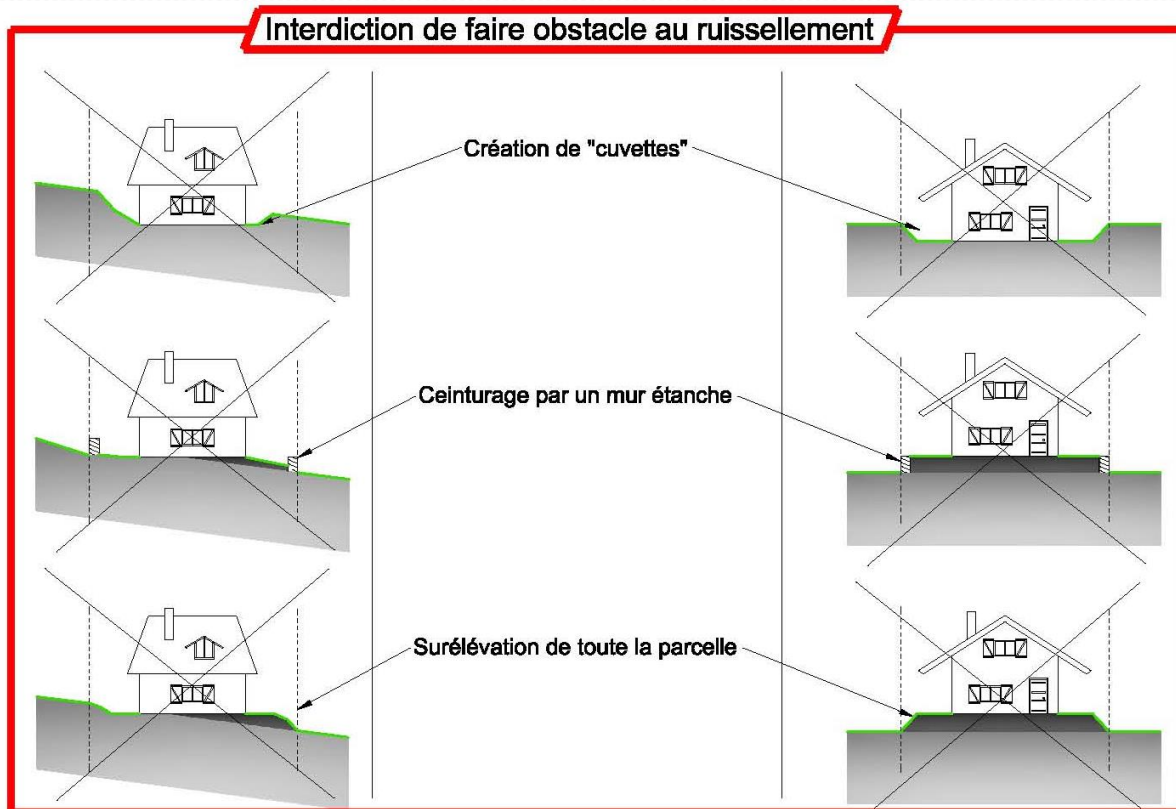 Interdiction de faire obstacle au ruissellement
Création de "cuvettes"
Ceinturage par un mur étanche
Surélévation de toute la parcelle